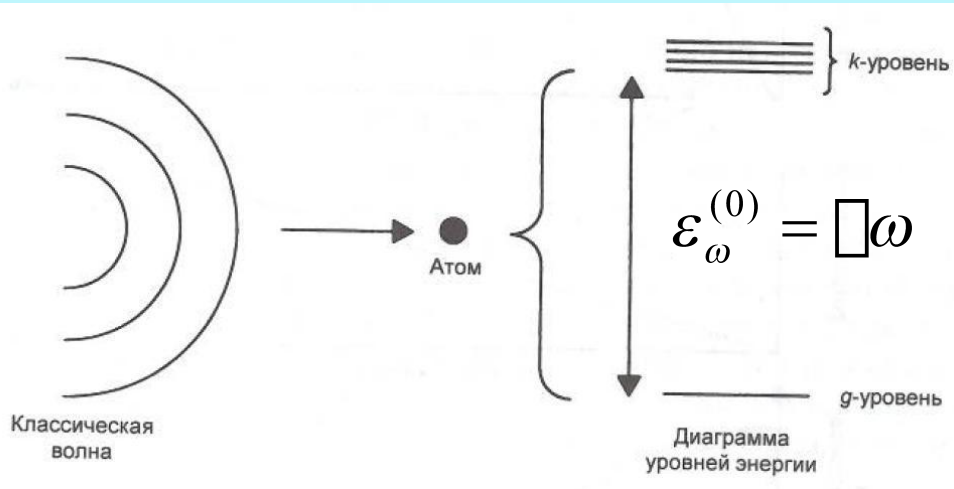 k-уровень
ε_ω^(0) = □ω
Атом
g-уровень
Классическая
волна
Диаграмма
уровней энергии